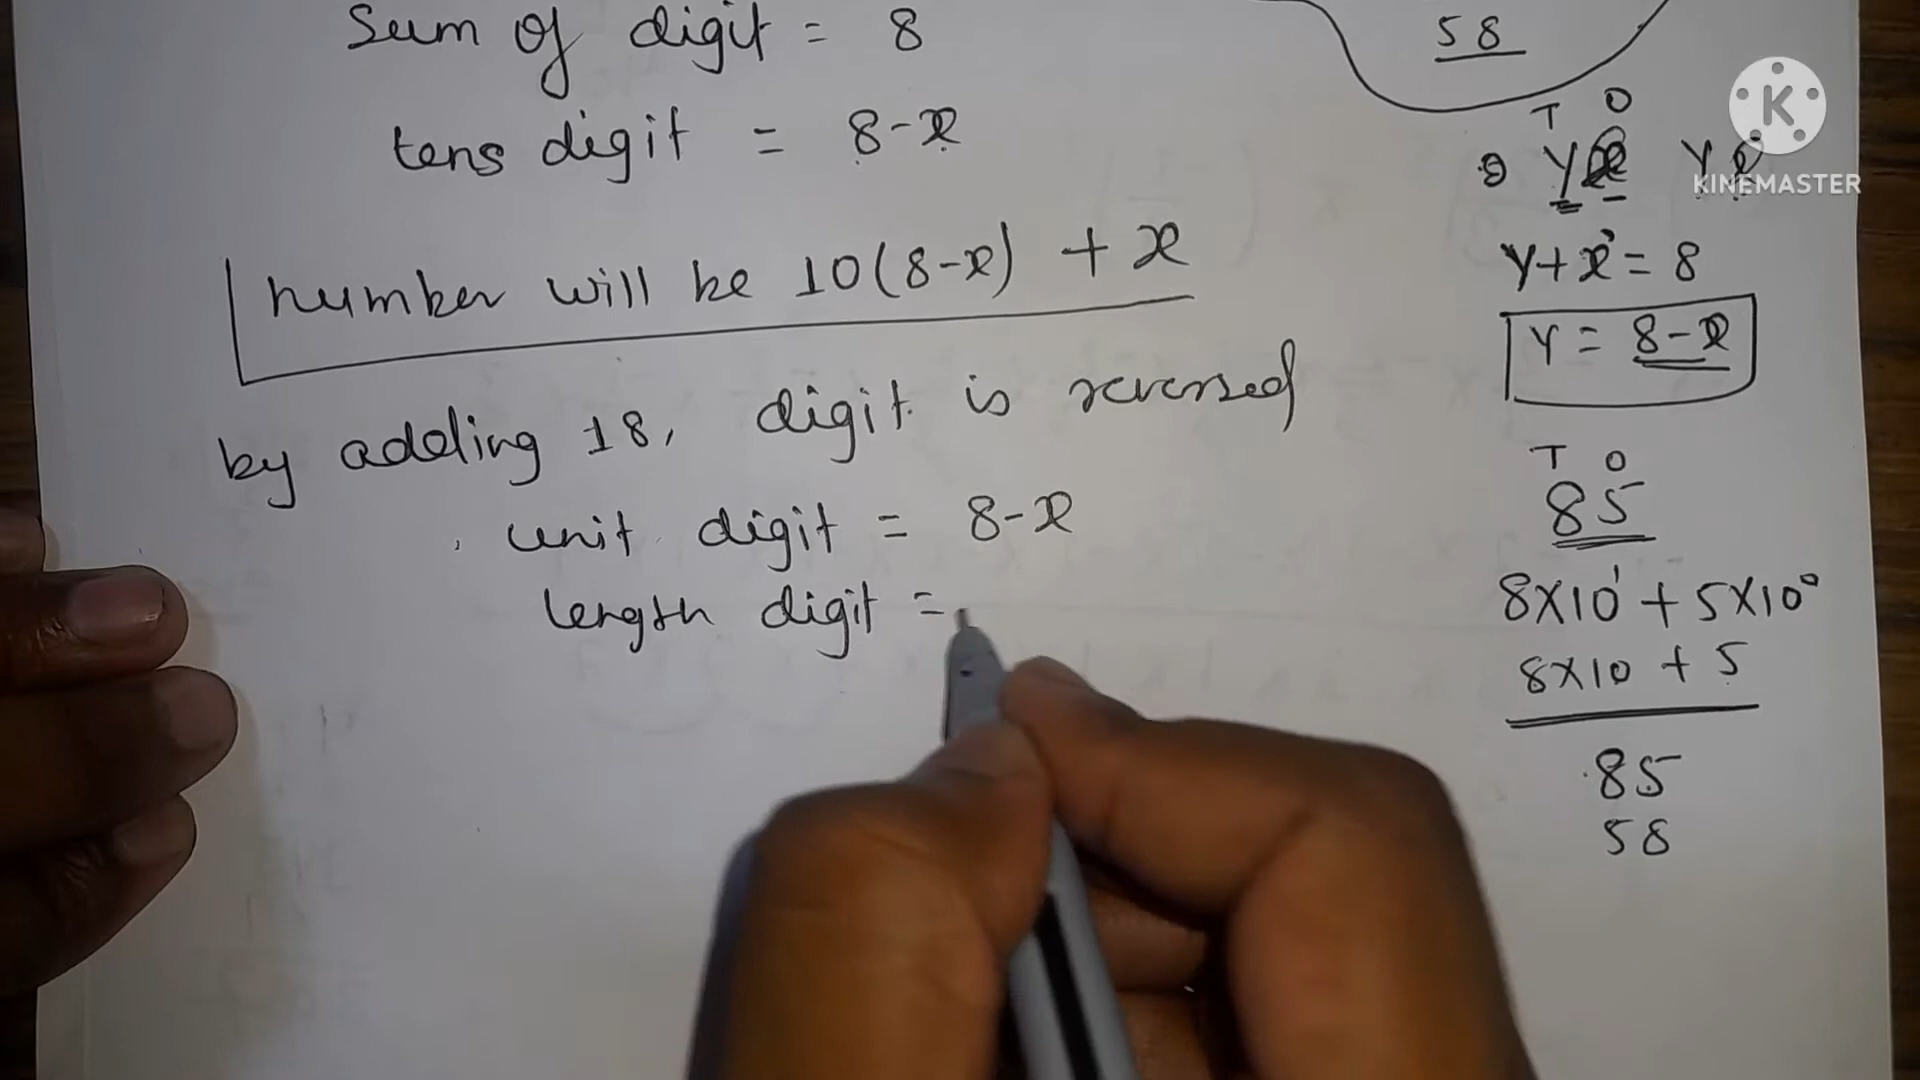 Sum of digit = 8
tens digit = 8-x
number will be 10(8-x) + x
by adding 18, digit is reversed
unit digit = 8-x
length digit =
58
T O
y
y+x = 8
y = 8-x
T O
85
8X10¹ + 5X10⁰
8X10 + 5
85
58
K
KINEMASTER